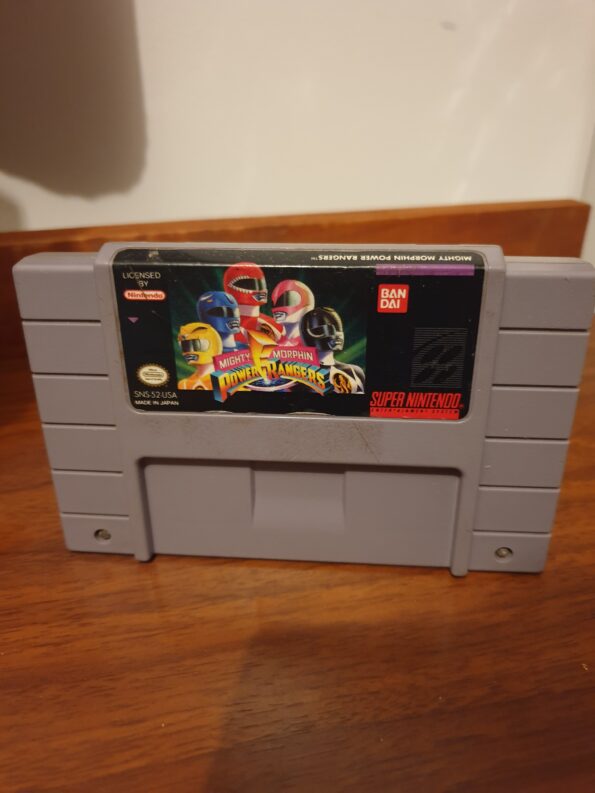 MIGHTY MORPHIN POWER RANGERS™
LICENSED
BY
Nintendo
BAN
DAI
MIGHTY MORPHIN
POWER RANGERS
SNS-52-USA
MADE IN JAPAN
SUPER NINTENDO
ENTERTAINMENT SYSTEM